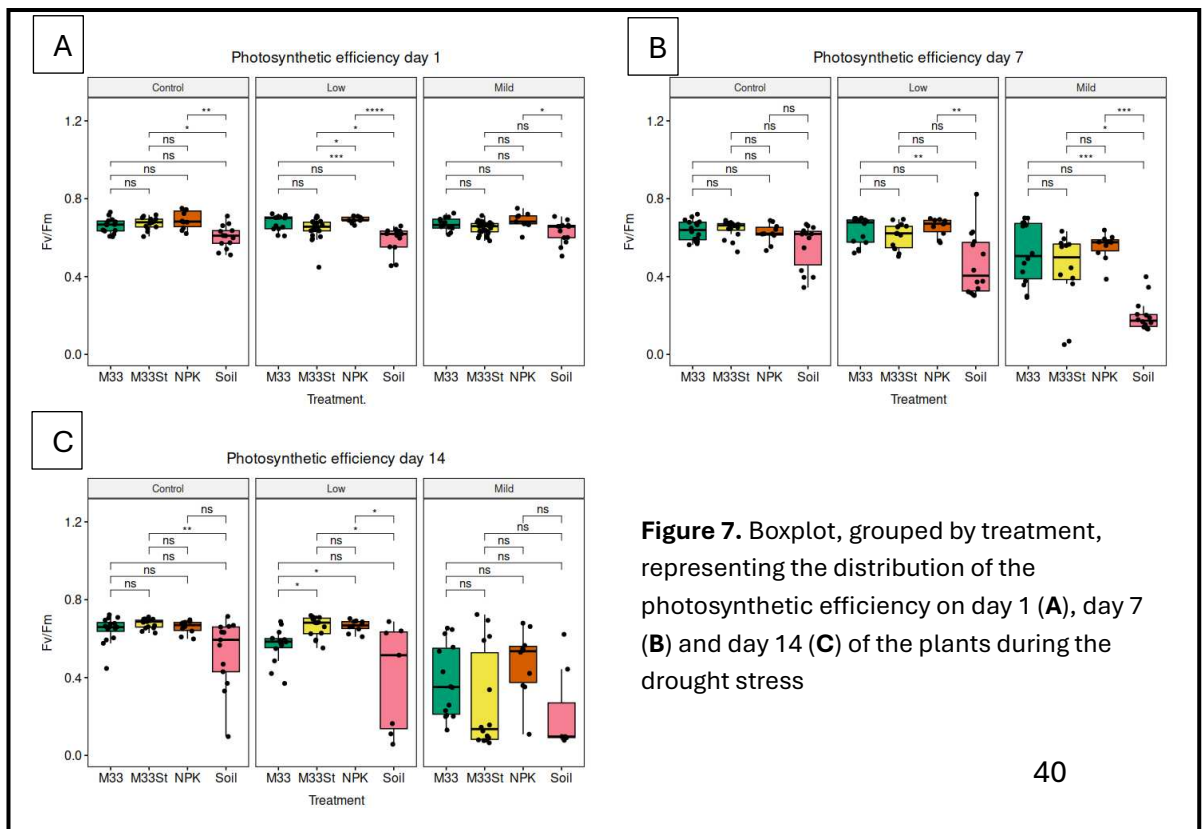 A
Photosynthetic efficiency day 1
Control Low Mild
** **** *
* * ns
ns * ns
ns *** ns
ns ns ns
ns ns ns
Fv/Fm
1.2
0.8
0.4
0.0
M33 M33St NPK Soil M33 M33St NPK Soil M33 M33St NPK Soil
Treatment.
B
Photosynthetic efficiency day 7
Control Low Mild
ns ** ***
ns ns *
ns ns ns
ns ** ***
ns ns ns
ns ns ns
Fv/Fm
1.2
0.8
0.4
0.0
M33 M33St NPK Soil M33 M33St NPK Soil M33 M33St NPK Soil
Treatment
C
Photosynthetic efficiency day 14
Control Low Mild
ns * ns
** * ns
ns ns ns
ns ns ns
ns * ns
ns * ns
Fv/Fm
1.2
0.8
0.4
0.0
M33 M33St NPK Soil M33 M33St NPK Soil M33 M33St NPK Soil
Treatment
Figure 7. Boxplot, grouped by treatment,
representing the distribution of the
photosynthetic efficiency on day 1 (A), day 7
(B) and day 14 (C) of the plants during the
drought stress
40